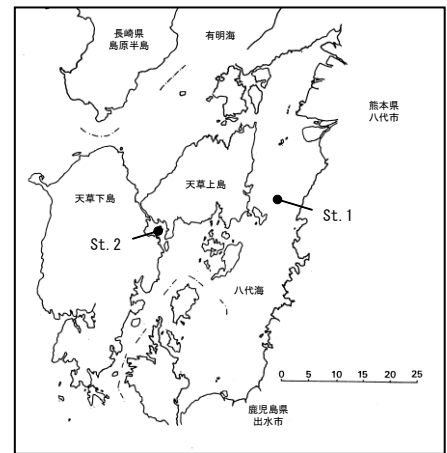 長崎県
島原半島
有明海
熊本県
八代市
天草下島
天草上島
St.1
St.2
八代海
0 5 10 15 20 25
鹿児島県
出水市